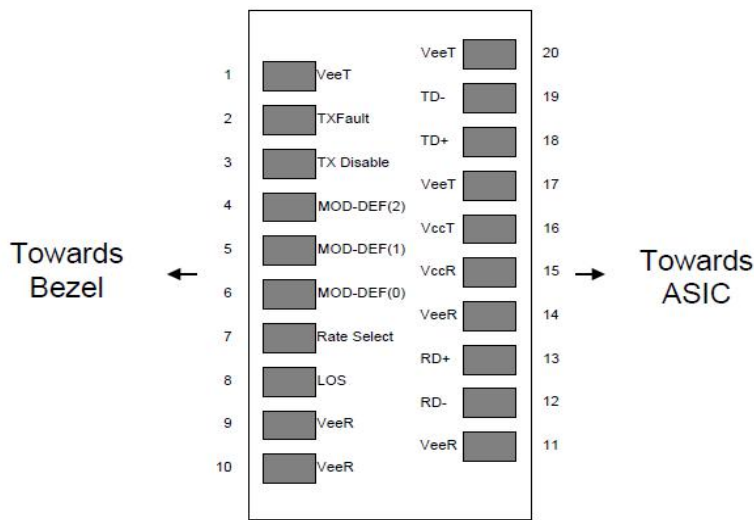 VeeT 20
1 VeeT
TD- 19
2 TXFault
TD+ 18
3 TX Disable
VeeT 17
4 MOD-DEF(2)
VccT 16
5 MOD-DEF(1)
Towards
Bezel
VccR 15
Towards
ASIC
6 MOD-DEF(0)
VeeR 14
7 Rate Select
RD+ 13
8 LOS
RD- 12
9 VeeR
VeeR 11
10 VeeR